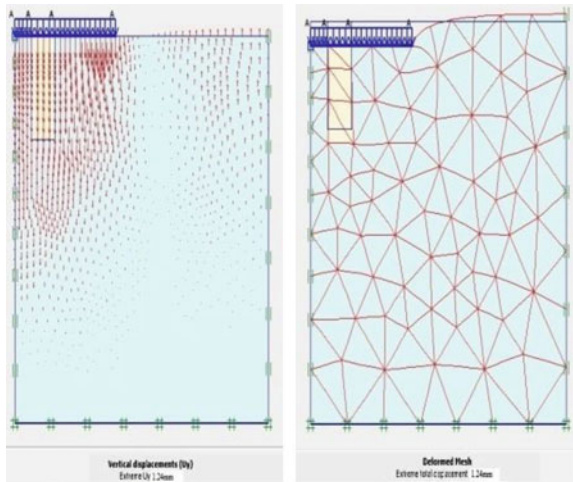 A A A A
Vertical displacements (Uy)
Extreme Uy 1.24mm
A A A A
Deformed Mesh
Extreme total displacement 1.24mm